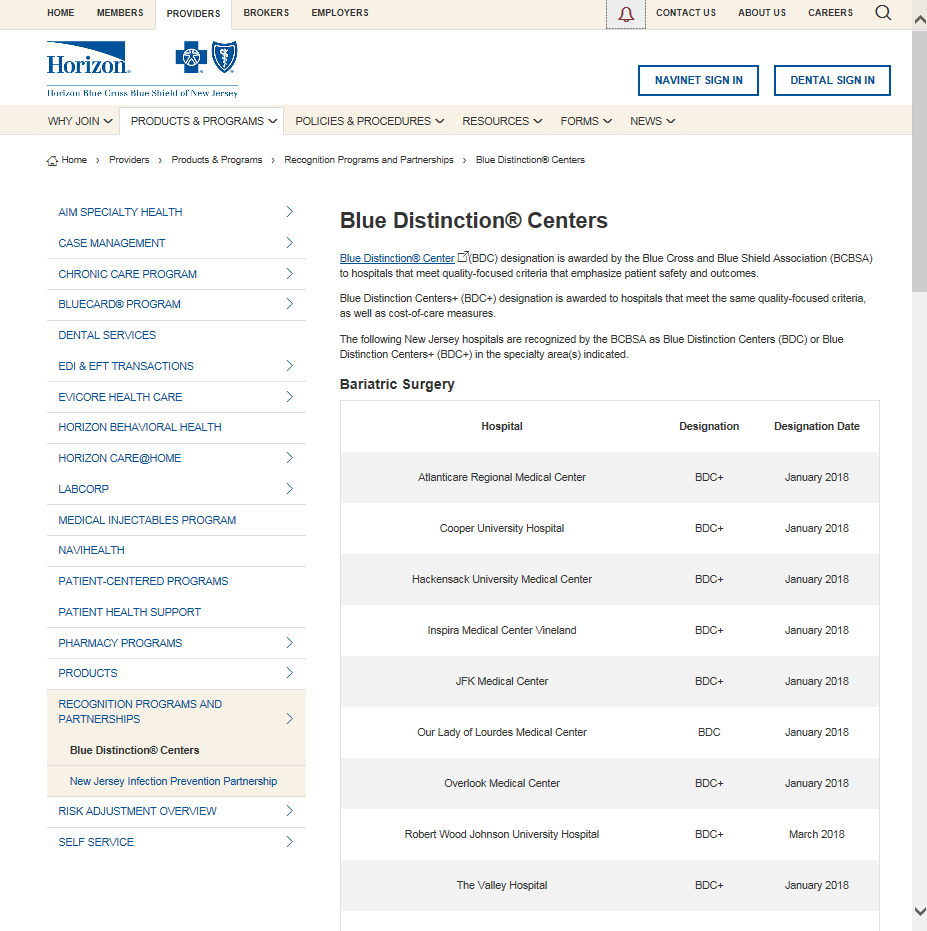 HOME MEMBERS PROVIDERS BROKERS EMPLOYERS CONTACT US ABOUT US CAREERS
Horizon®
Horizon Blue Cross Blue Shield of New Jersey
NAVINET SIGN IN DENTAL SIGN IN
WHY JOIN PRODUCTS & PROGRAMS POLICIES & PROCEDURES RESOURCES FORMS NEWS
Home › Providers › Products & Programs › Recognition Programs and Partnerships › Blue Distinction® Centers
AIM SPECIALTY HEALTH
CASE MANAGEMENT
CHRONIC CARE PROGRAM
BLUECARD® PROGRAM
DENTAL SERVICES
EDI & EFT TRANSACTIONS
EVICORE HEALTH CARE
HORIZON BEHAVIORAL HEALTH
HORIZON CARE@HOME
LABCORP
MEDICAL INJECTABLES PROGRAM
NAVIHEALTH
PATIENT-CENTERED PROGRAMS
PATIENT HEALTH SUPPORT
PHARMACY PROGRAMS
PRODUCTS
RECOGNITION PROGRAMS AND
PARTNERSHIPS
Blue Distinction® Centers
New Jersey Infection Prevention Partnership
RISK ADJUSTMENT OVERVIEW
SELF SERVICE
Blue Distinction® Centers
Blue Distinction® Center (BDC) designation is awarded by the Blue Cross and Blue Shield Association (BCBSA)
to hospitals that meet quality-focused criteria that emphasize patient safety and outcomes.
Blue Distinction Centers+ (BDC+) designation is awarded to hospitals that meet the same quality-focused criteria,
as well as cost-of-care measures.
The following New Jersey hospitals are recognized by the BCBSA as Blue Distinction Centers (BDC) or Blue
Distinction Centers+ (BDC+) in the specialty area(s) indicated.
Bariatric Surgery
Hospital Designation Designation Date
Atlanticare Regional Medical Center BDC+ January 2018
Cooper University Hospital BDC+ January 2018
Hackensack University Medical Center BDC+ January 2018
Inspira Medical Center Vineland BDC+ January 2018
JFK Medical Center BDC+ January 2018
Our Lady of Lourdes Medical Center BDC January 2018
Overlook Medical Center BDC+ January 2018
Robert Wood Johnson University Hospital BDC+ March 2018
The Valley Hospital BDC+ January 2018